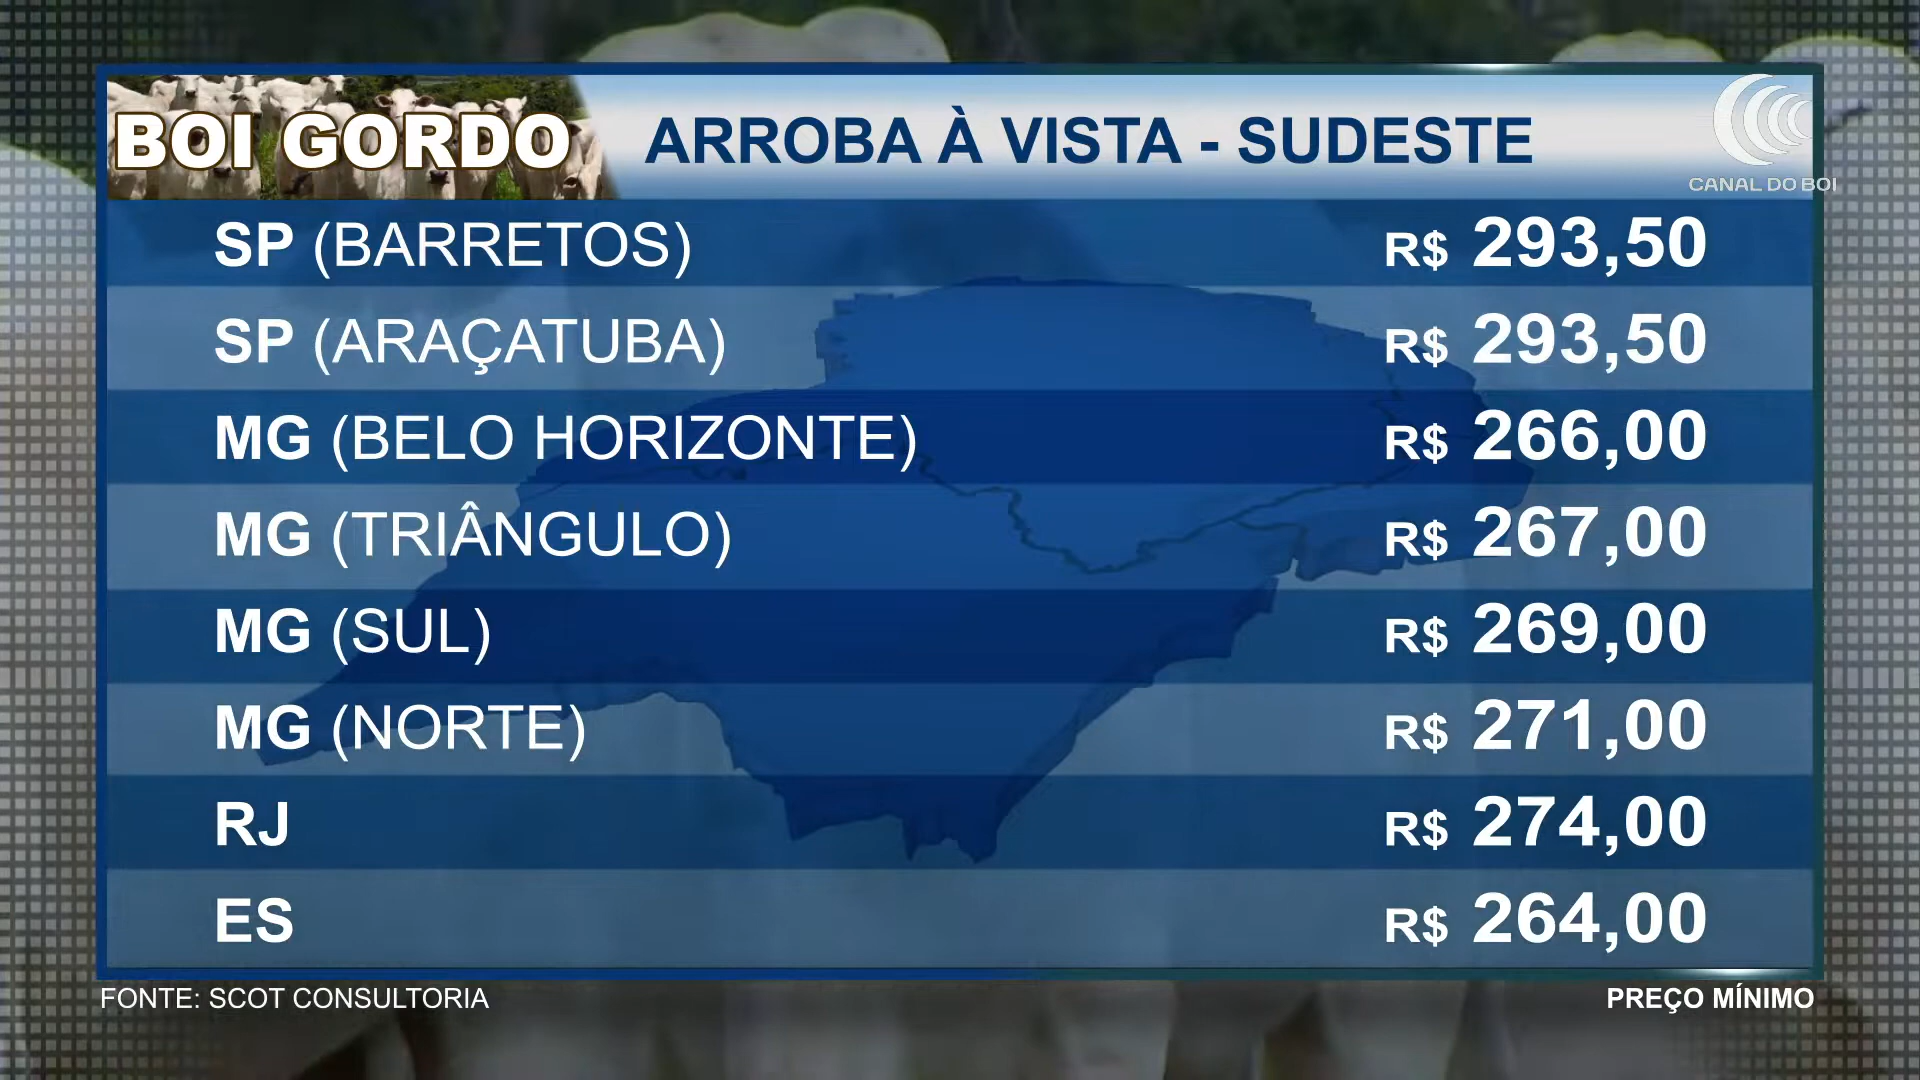 BOI GORDO
ARROBA À VISTA - SUDESTE
CANAL DO BOI
SP (BARRETOS) R$ 293,50
SP (ARAÇATUBA) R$ 293,50
MG (BELO HORIZONTE) R$ 266,00
MG (TRIÂNGULO) R$ 267,00
MG (SUL) R$ 269,00
MG (NORTE) R$ 271,00
RJ R$ 274,00
ES R$ 264,00
FONTE: SCOT CONSULTORIA
PREÇO MÍNIMO